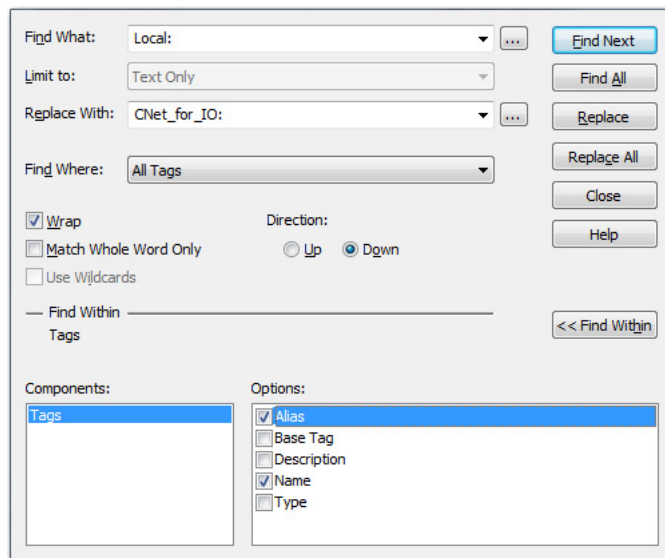 Find What: Local: ... Find Next
Limit to: Text Only Find All
Replace With: CNet_for_IO: ... Replace
Find Where: All Tags Replace All
Close
Wrap Direction:
Help
Match Whole Word Only Up Down
Use Wildcards
Find Within << Find Within
Tags
Components: Options:
Tags Alias
Base Tag
Description
Name
Type